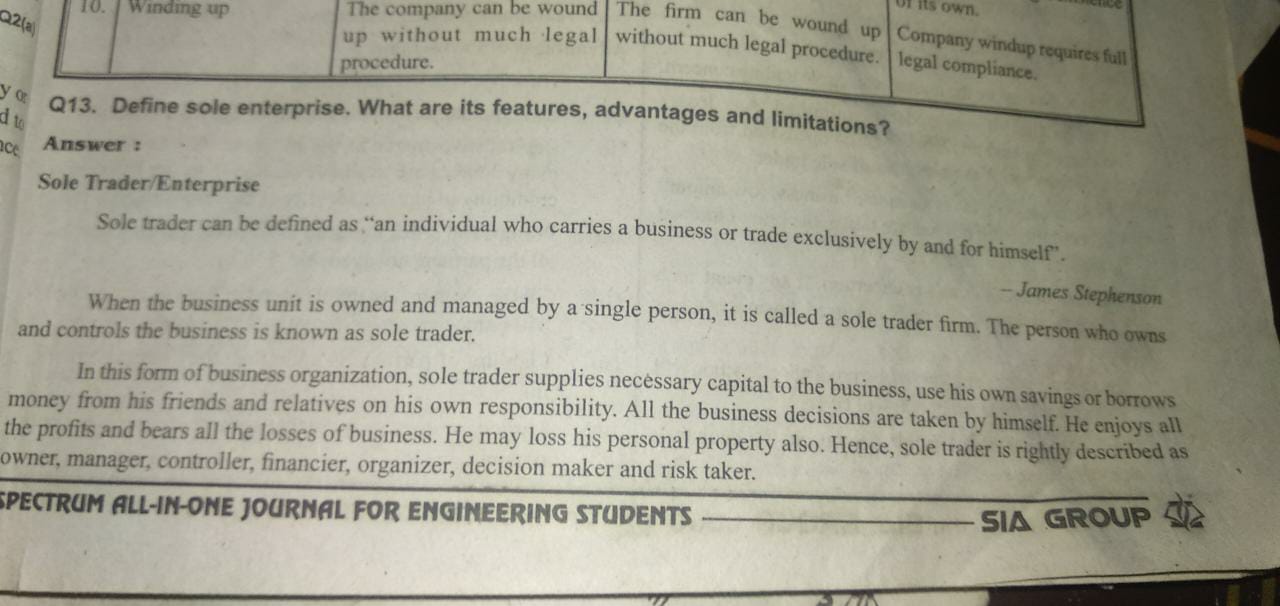 Q2(a)
10. Winding up
The company can be wound
up without much legal
procedure.
The firm can be wound up
without much legal procedure.
of its own.
Company windup requires full
legal compliance.
y or
d to
nce
Q13. Define sole enterprise. What are its features, advantages and limitations?
Answer :
Sole Trader/Enterprise
Sole trader can be defined as “an individual who carries a business or trade exclusively by and for himself”.
– James Stephenson
When the business unit is owned and managed by a single person, it is called a sole trader firm. The person who owns
and controls the business is known as sole trader.
In this form of business organization, sole trader supplies necessary capital to the business, use his own savings or borrows
money from his friends and relatives on his own responsibility. All the business decisions are taken by himself. He enjoys all
the profits and bears all the losses of business. He may loss his personal property also. Hence, sole trader is rightly described as
owner, manager, controller, financier, organizer, decision maker and risk taker.
SPECTRUM ALL-IN-ONE JOURNAL FOR ENGINEERING STUDENTS
SIA GROUP